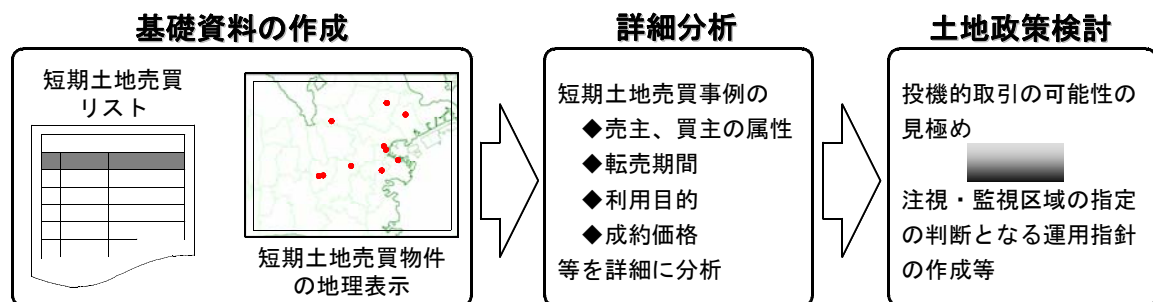 基礎資料の作成
短期土地売買
リスト
短期土地売買物件
の地理表示
詳細分析
短期土地売買事例の
◆売主、買主の属性
◆転売期間
◆利用目的
◆成約価格
等を詳細に分析
土地政策検討
投機的取引の可能性の
見極め
注視・監視区域の指定
の判断となる運用指針
の作成等